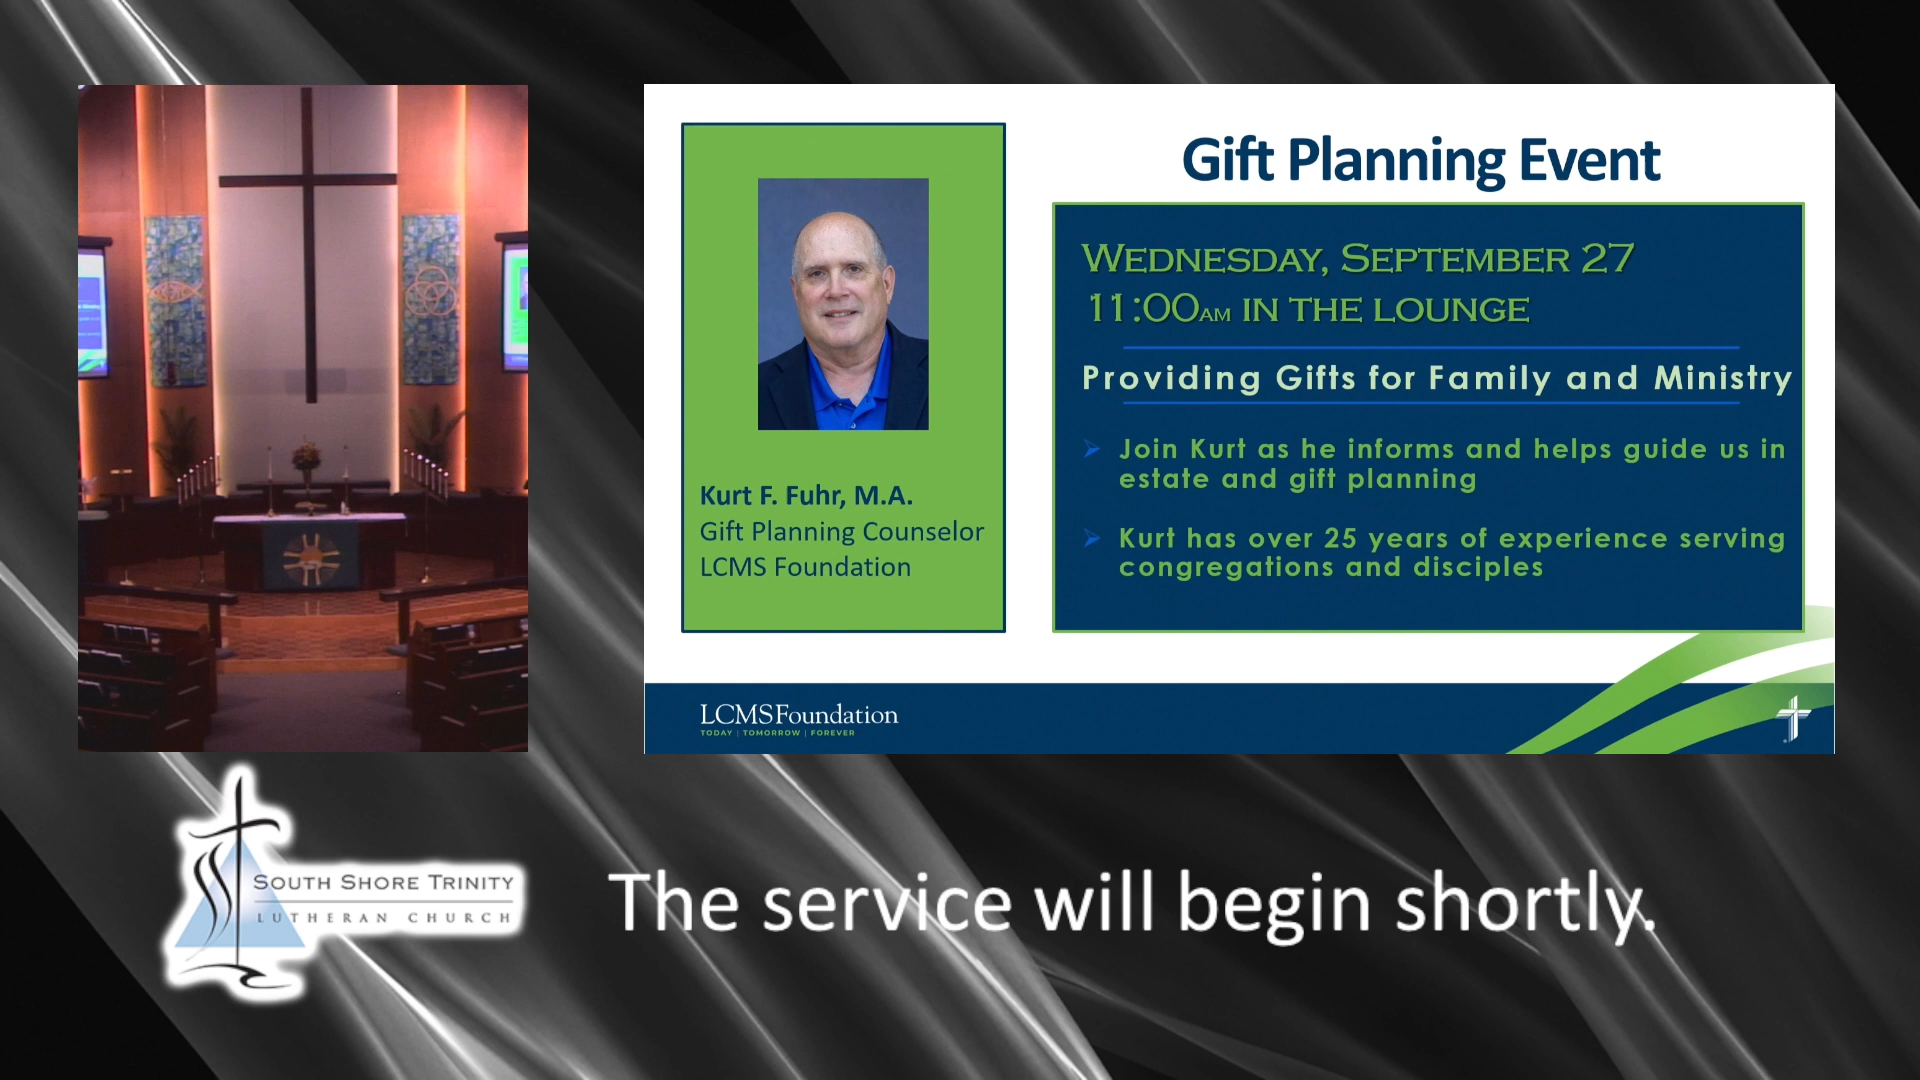 Gift Planning Event
Kurt F. Fuhr, M.A.
Gift Planning Counselor
LCMS Foundation
WEDNESDAY, SEPTEMBER 27
11:00AM IN THE LOUNGE
Providing Gifts for Family and Ministry
Join Kurt as he informs and helps guide us in
estate and gift planning
Kurt has over 25 years of experience serving
congregations and disciples
LCMSFoundation
TODAY | TOMORROW | FOREVER
SOUTH SHORE TRINITY
LUTHERAN CHURCH
The service will begin shortly.